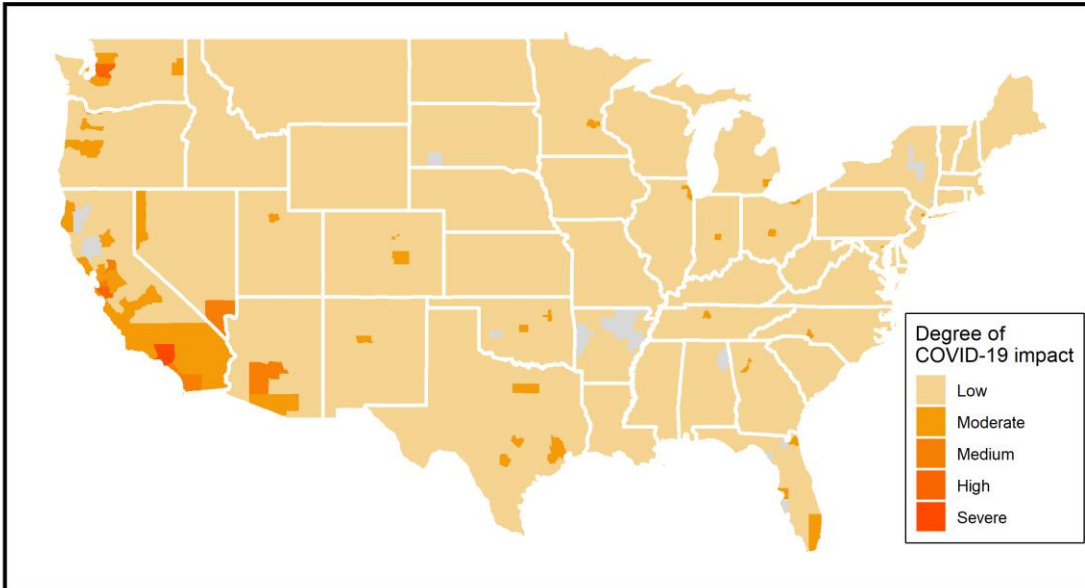 Degree of
COVID-19 impact
Low
Moderate
Medium
High
Severe